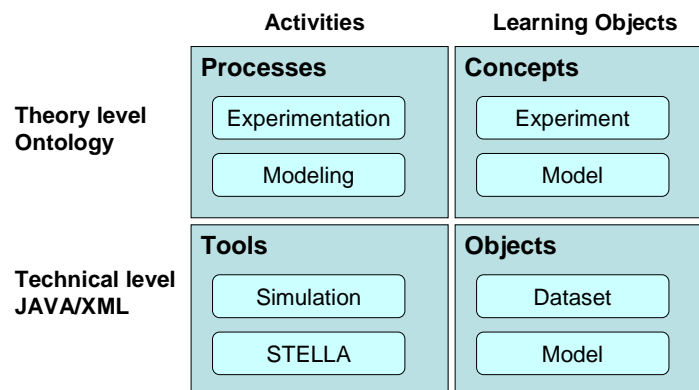 Activities
Learning Objects
Theory level
Ontology
Processes
Experimentation
Modeling
Concepts
Experiment
Model
Technical level
JAVA/XML
Tools
Simulation
STELLA
Objects
Dataset
Model